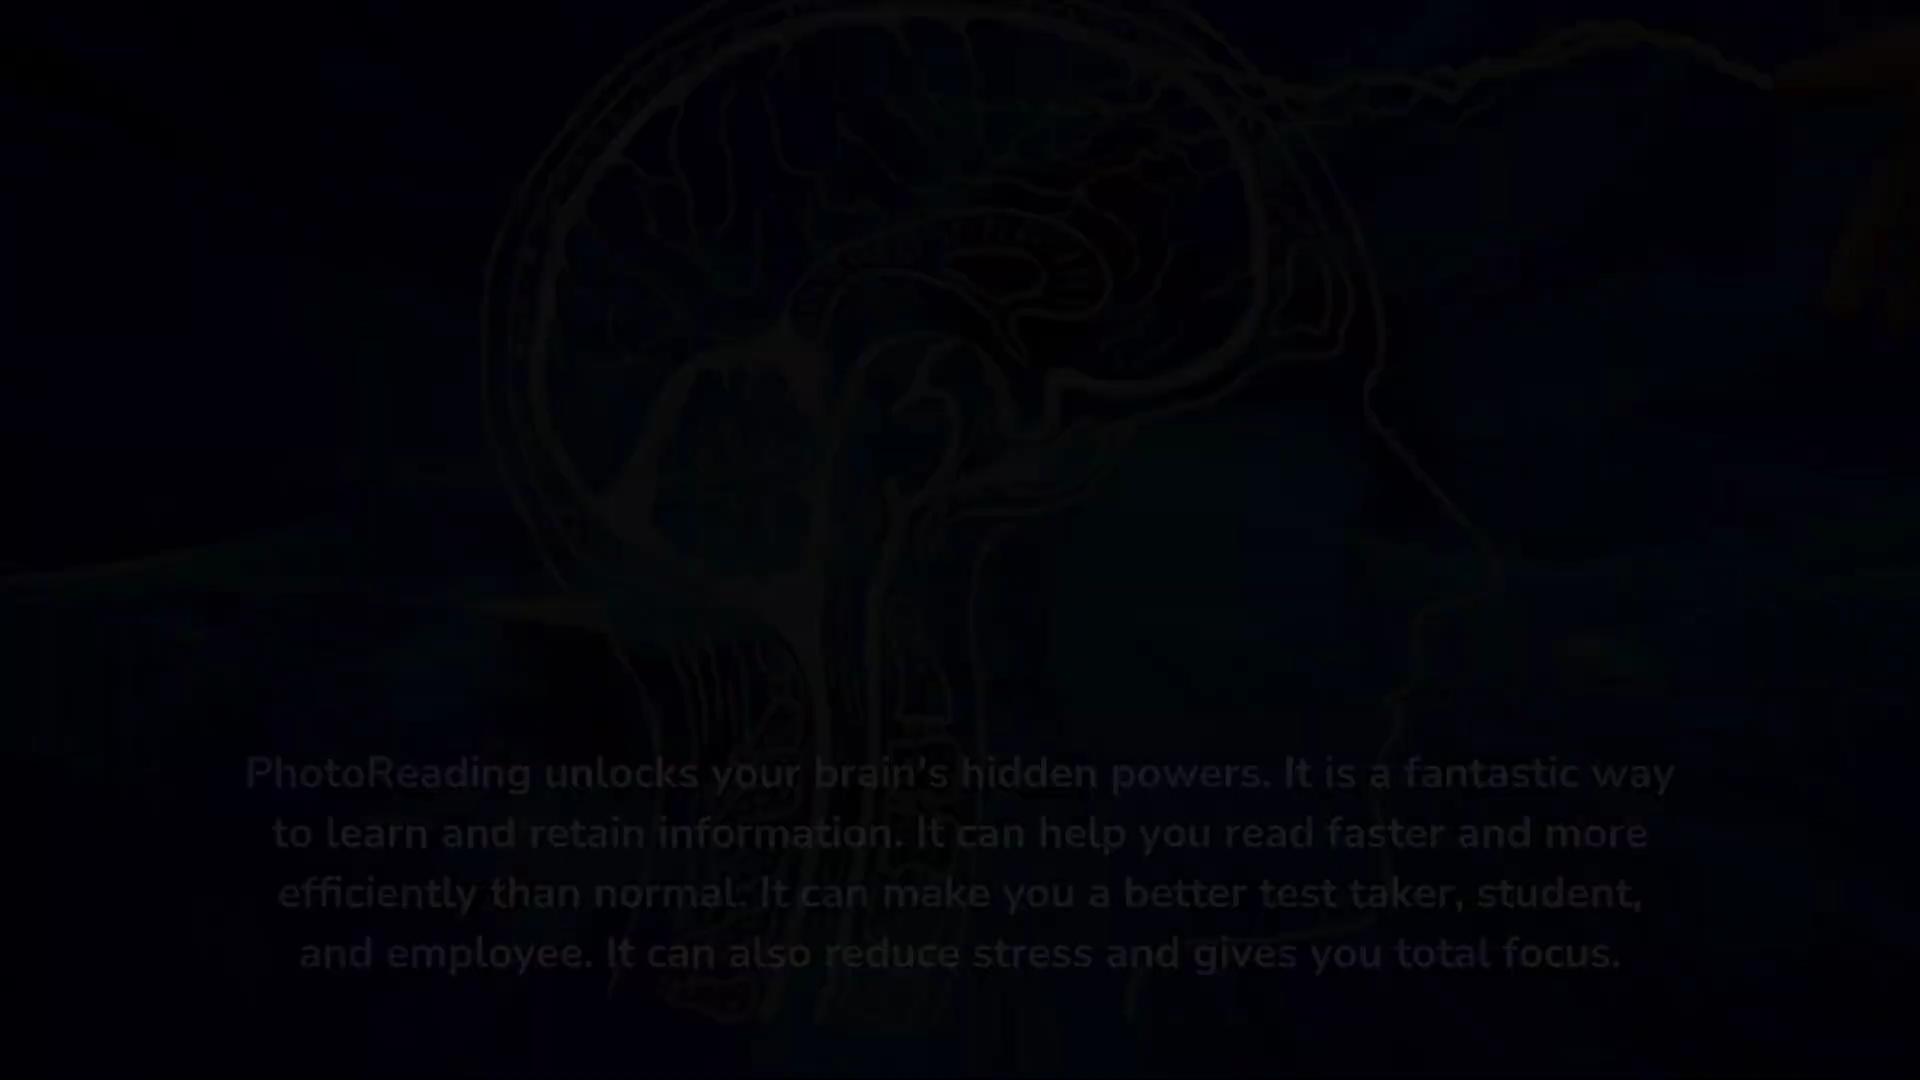 PhotoReading unlocks your brain's hidden powers. It is a fantastic way
to learn and retain information. It can help you read faster and more
efficiently than normal. It can make you a better test taker, student,
and employee. It can also reduce stress and gives you total focus.